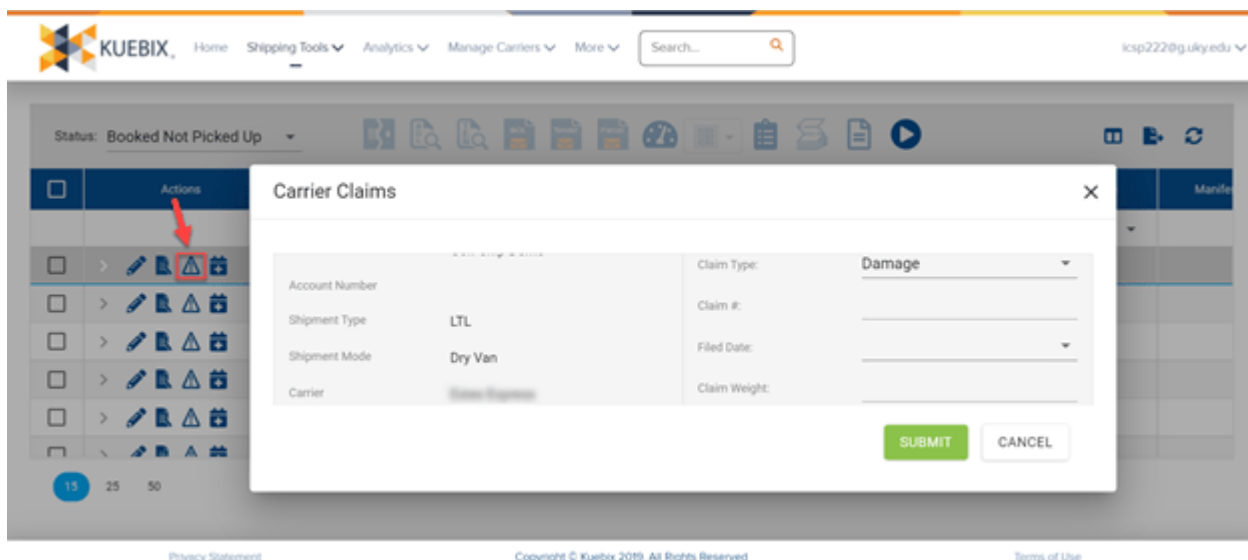 KUEBIX. Home Shipping Tools Analytics Manage Carriers More Search... icsp222@g.uky.edu
Status: Booked Not Picked Up
Actions
Manife
Carrier Claims
Account Number
Shipment Type LTL
Shipment Mode Dry Van
Carrier
Claim Type: Damage
Claim #:
Filed Date:
Claim Weight:
SUBMIT CANCEL
15 25 50
Privacy Statement Copyright © Kuebix 2019. All Rights Reserved Terms of Use